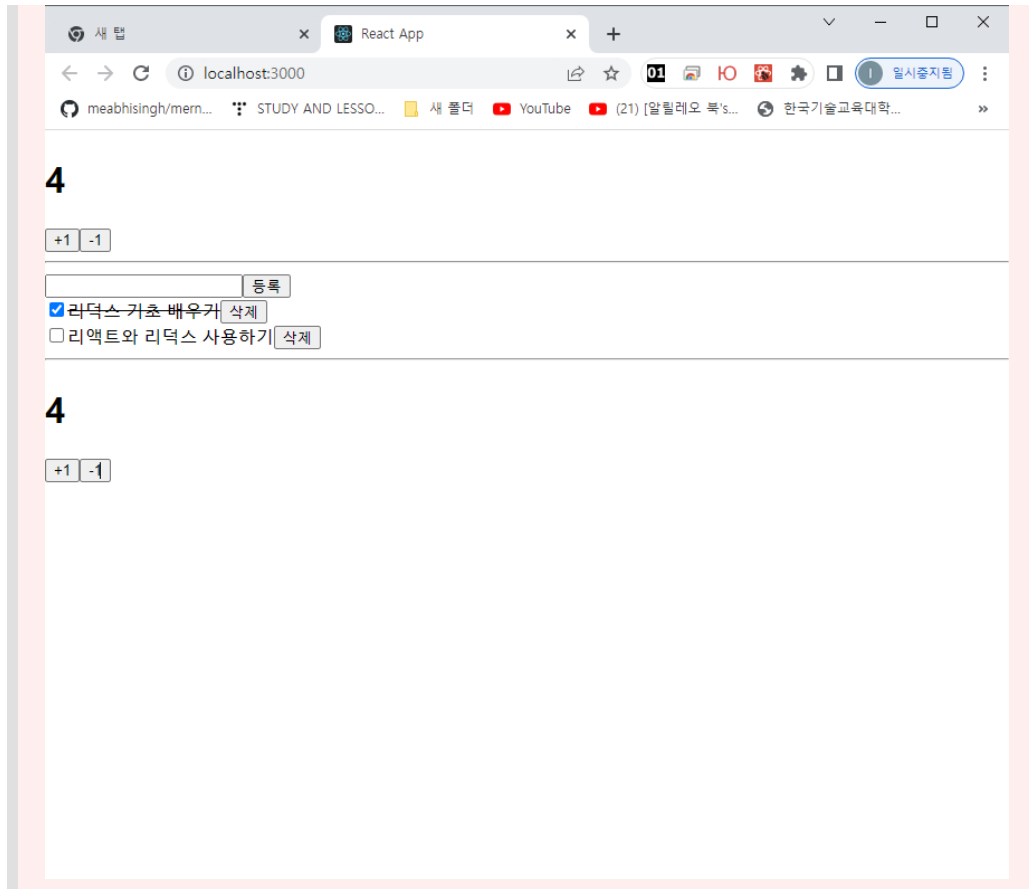 새 탭
React App
localhost:3000
01
Ю
I
일시중지됨
meabhisingh/mern...
STUDY AND LESSO...
새 폴더
YouTube
(21) [알릴레오 북's...
한국기술교육대학...
4
+1 -1
등록
리덕스 기초 배우기 삭제
리액트와 리덕스 사용하기 삭제
4
+1 -1